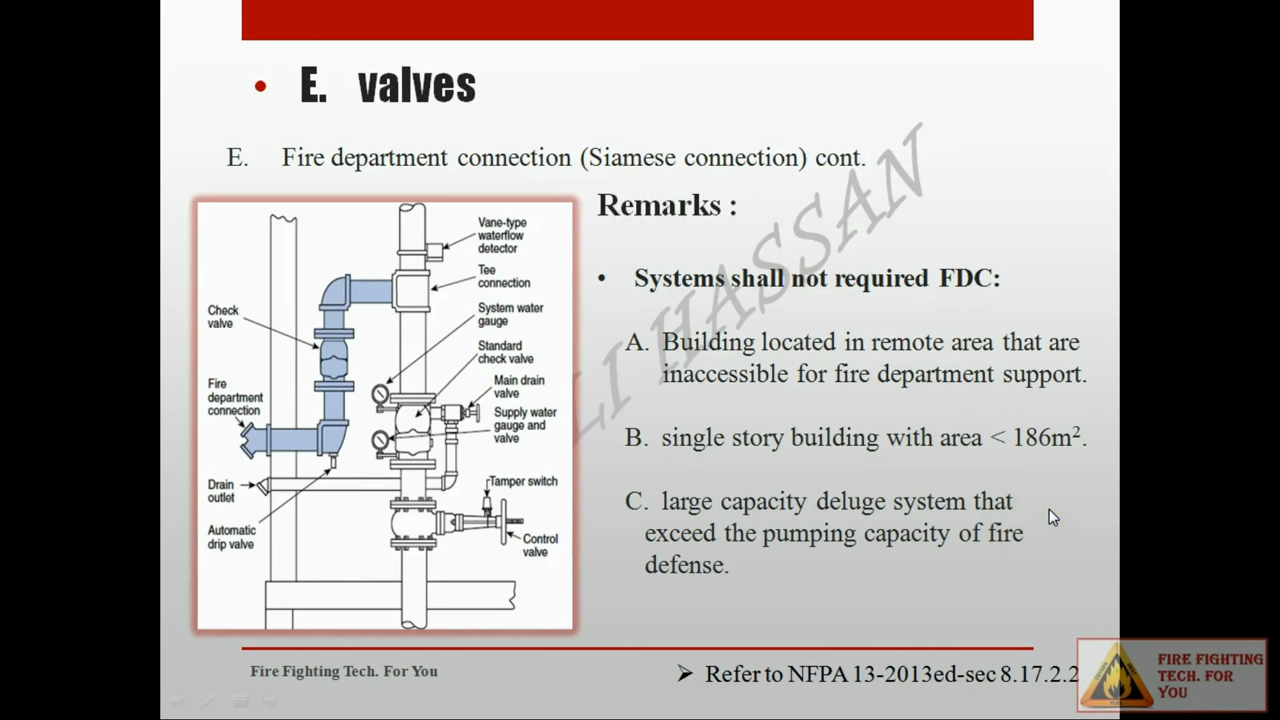 • E. valves
E. Fire department connection (Siamese connection) cont.
Remarks :
• Systems shall not required FDC:
A. Building located in remote area that are
inaccessible for fire department support.
B. single story building with area < 186m².
C. large capacity deluge system that
exceed the pumping capacity of fire
defense.
Vane-type
waterflow
detector
Tee
connection
System water
gauge
Standard
check valve
Main drain
valve
Supply water
gauge and
valve
Tamper switch
Control
valve
Check
valve
Fire
department
connection
Drain
outlet
Automatic
drip valve
LI HASSAN
Fire Fighting Tech. For You
➢ Refer to NFPA 13-2013ed-sec 8.17.2.2
FIRE FIGHTING
TECH. FOR
YOU